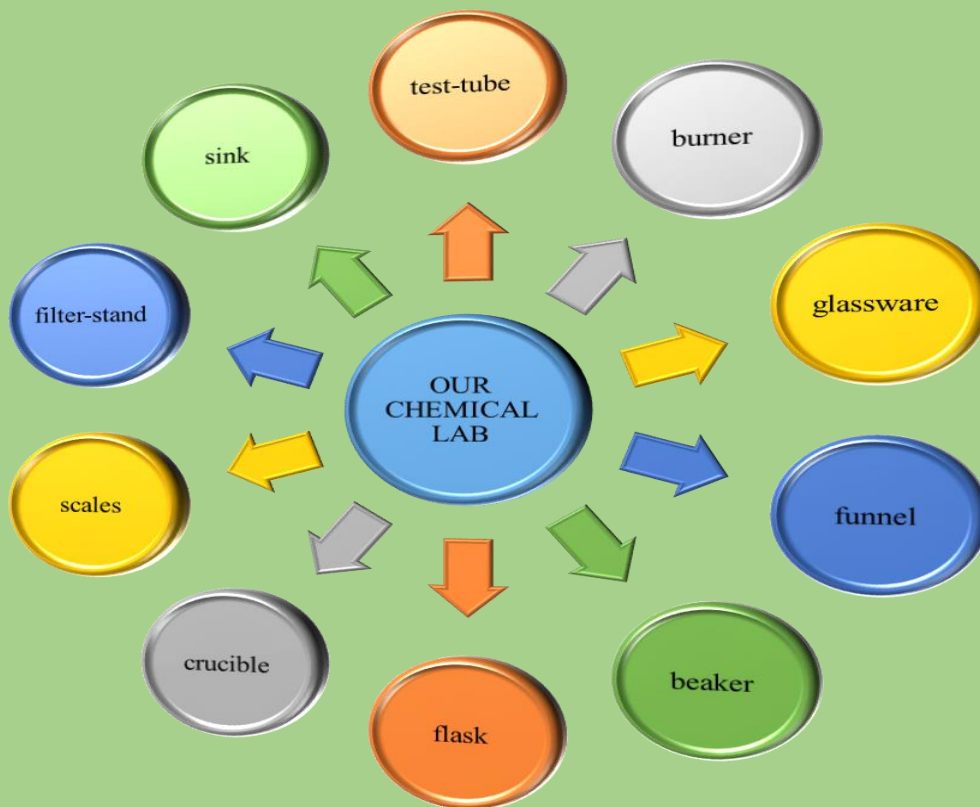 test-tube
burner
sink
glassware
filter-stand
OUR
CHEMICAL
LAB
scales
funnel
crucible
beaker
flask